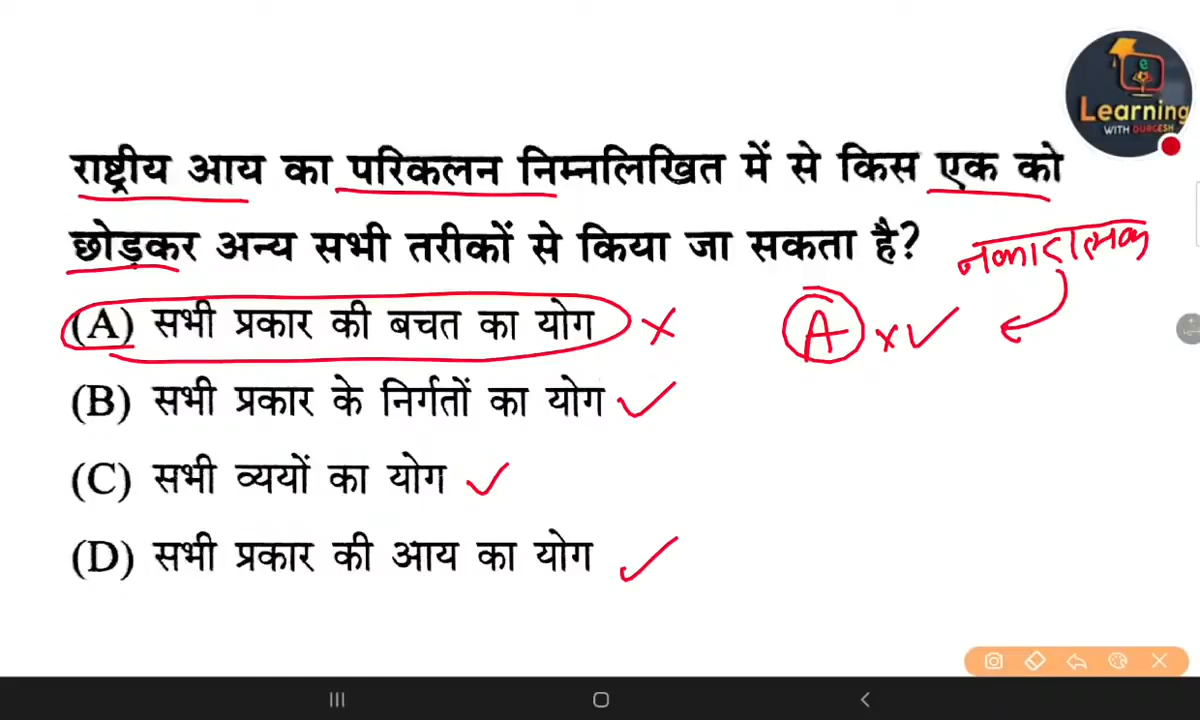 e
Learning
WITH DURGESH
राष्ट्रीय आय का परिकलन निम्नलिखित में से किस एक को
छोड़कर अन्य सभी तरीकों से किया जा सकता है?
नकारात्मक
(A) सभी प्रकार की बचत का योग
A
(B) सभी प्रकार के निर्गतों का योग
(C) सभी व्ययों का योग
(D) सभी प्रकार की आय का योग